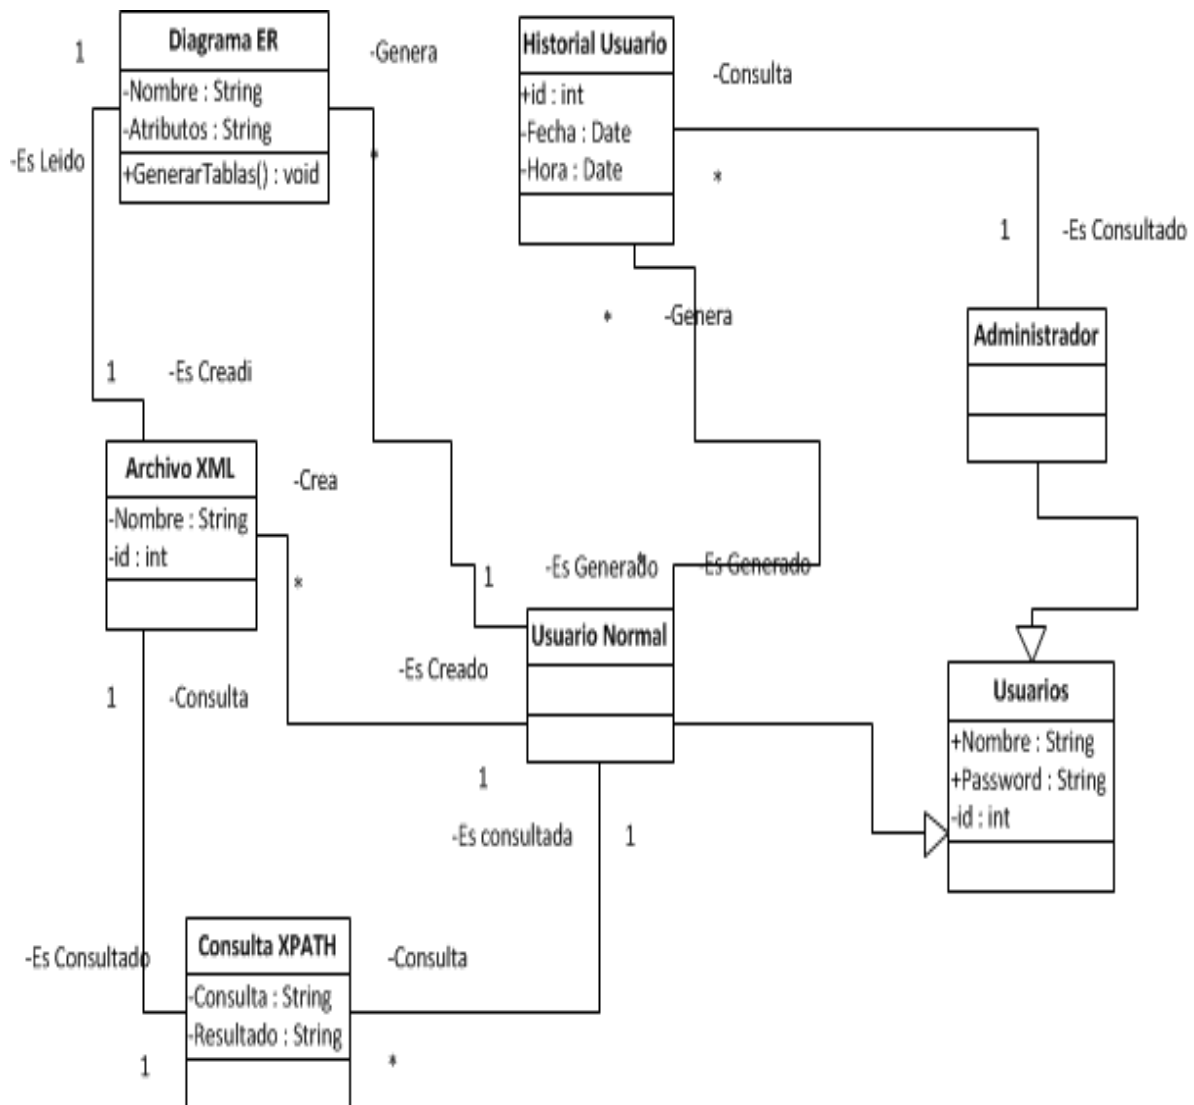 Diagrama ER
-Nombre : String
-Atributos : String
+GenerarTablas() : void
1
-Genera
*
-Es Leido
Historial Usuario
+id : int
-Fecha : Date
-Hora : Date
-Consulta
*
1
-Es Consultado
Administrador
*
-Genera
1
-Es Creadi
Archivo XML
-Nombre : String
-id : int
-Crea
*
1
-Es Generado
*
-Es Generado
Usuario Normal
-Es Creado
1
1
-Consulta
Usuarios
+Nombre : String
+Password : String
-id : int
-Es consultada
1
Consulta XPATH
-Consulta : String
-Resultado : String
-Es Consultado
1
-Consulta
*